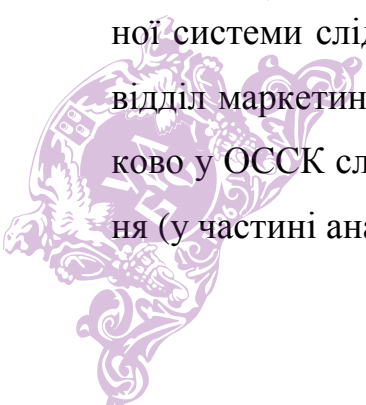 ної системи слід
відділ маркетин
ково у ОССК сл
ня (у частині ана